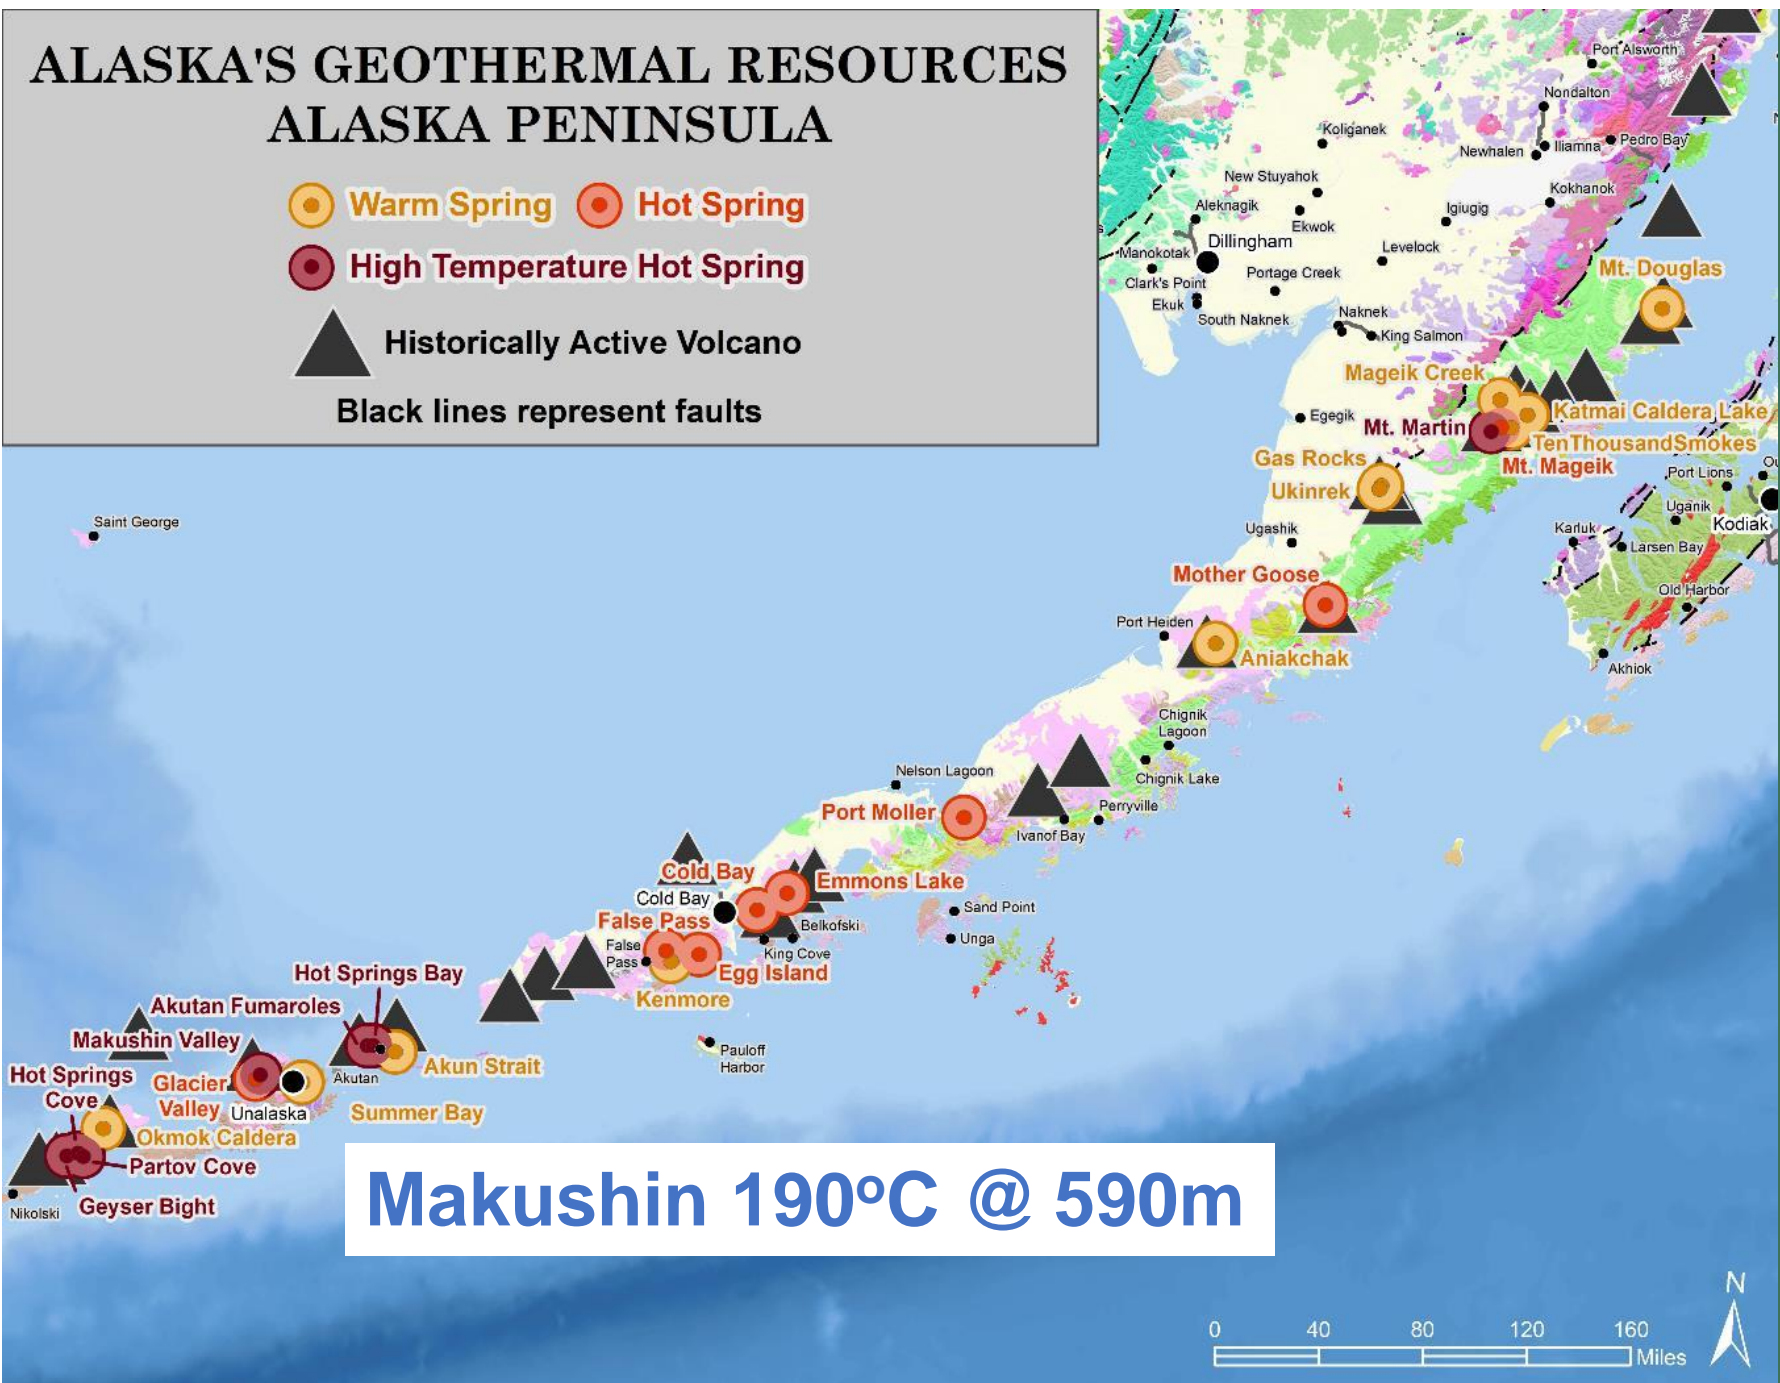 ALASKA'S GEOTHERMAL RESOURCES
ALASKA PENINSULA
Warm Spring
Hot Spring
High Temperature Hot Spring
Historically Active Volcano
Black lines represent faults
Port Alsworth
Nondalton
Koliganek
Newhalen
Iliamna
Pedro Bay
New Stuyahok
Kokhanok
Aleknagik
Igiugig
Ekwok
Dillingham
Manokotak
Levelock
Clark's Point
Portage Creek
Ekuk
South Naknek
Naknek
King Salmon
Mt. Douglas
Mageik Creek
Egegik
Mt. Martin
Katmai Caldera Lake
TenThousandSmokes
Mt. Mageik
Gas Rocks
Ukinrek
Port Lions
Uganik
Kodiak
Ugashik
Karluk
Larsen Bay
Old Harbor
Akhiok
Saint George
Mother Goose
Port Heiden
Aniakchak
Chignik
Lagoon
Chignik Lake
Nelson Lagoon
Port Moller
Perryville
Ivanof Bay
Cold Bay
Emmons Lake
Cold Bay
False Pass
False
Pass
Sand Point
Belkofski
Unga
King Cove
Egg Island
Kenmore
Hot Springs Bay
Akutan Fumaroles
Makushin Valley
Hot Springs
Cove
Glacier
Valley
Unalaska
Akutan
Akun Strait
Summer Bay
Pauloff
Harbor
Okmok Caldera
Partov Cove
Geyser Bight
Nikolski
Makushin 190°C @ 590m
N
0 40 80 120 160
Miles